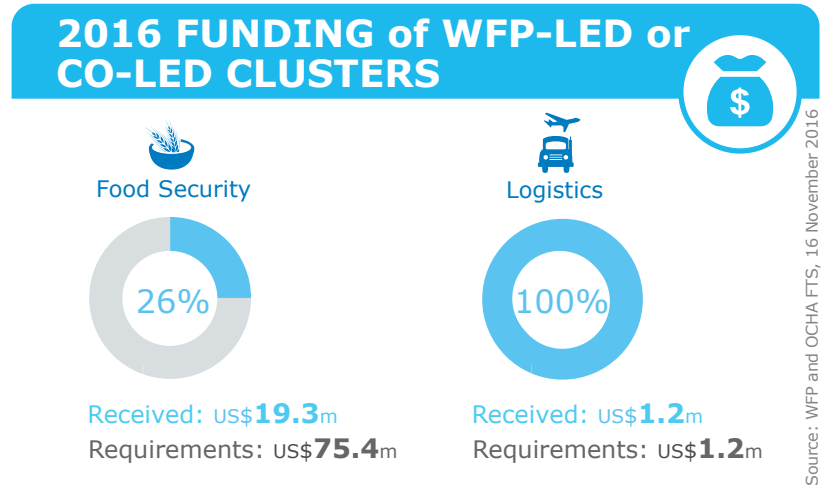 2016 FUNDING of WFP-LED or
CO-LED CLUSTERS
$
Food Security
26%
Received: US$19.3m
Requirements: US$75.4m
Logistics
100%
Received: US$1.2m
Requirements: US$1.2m
Source: WFP and OCHA FTS, 16 November 2016